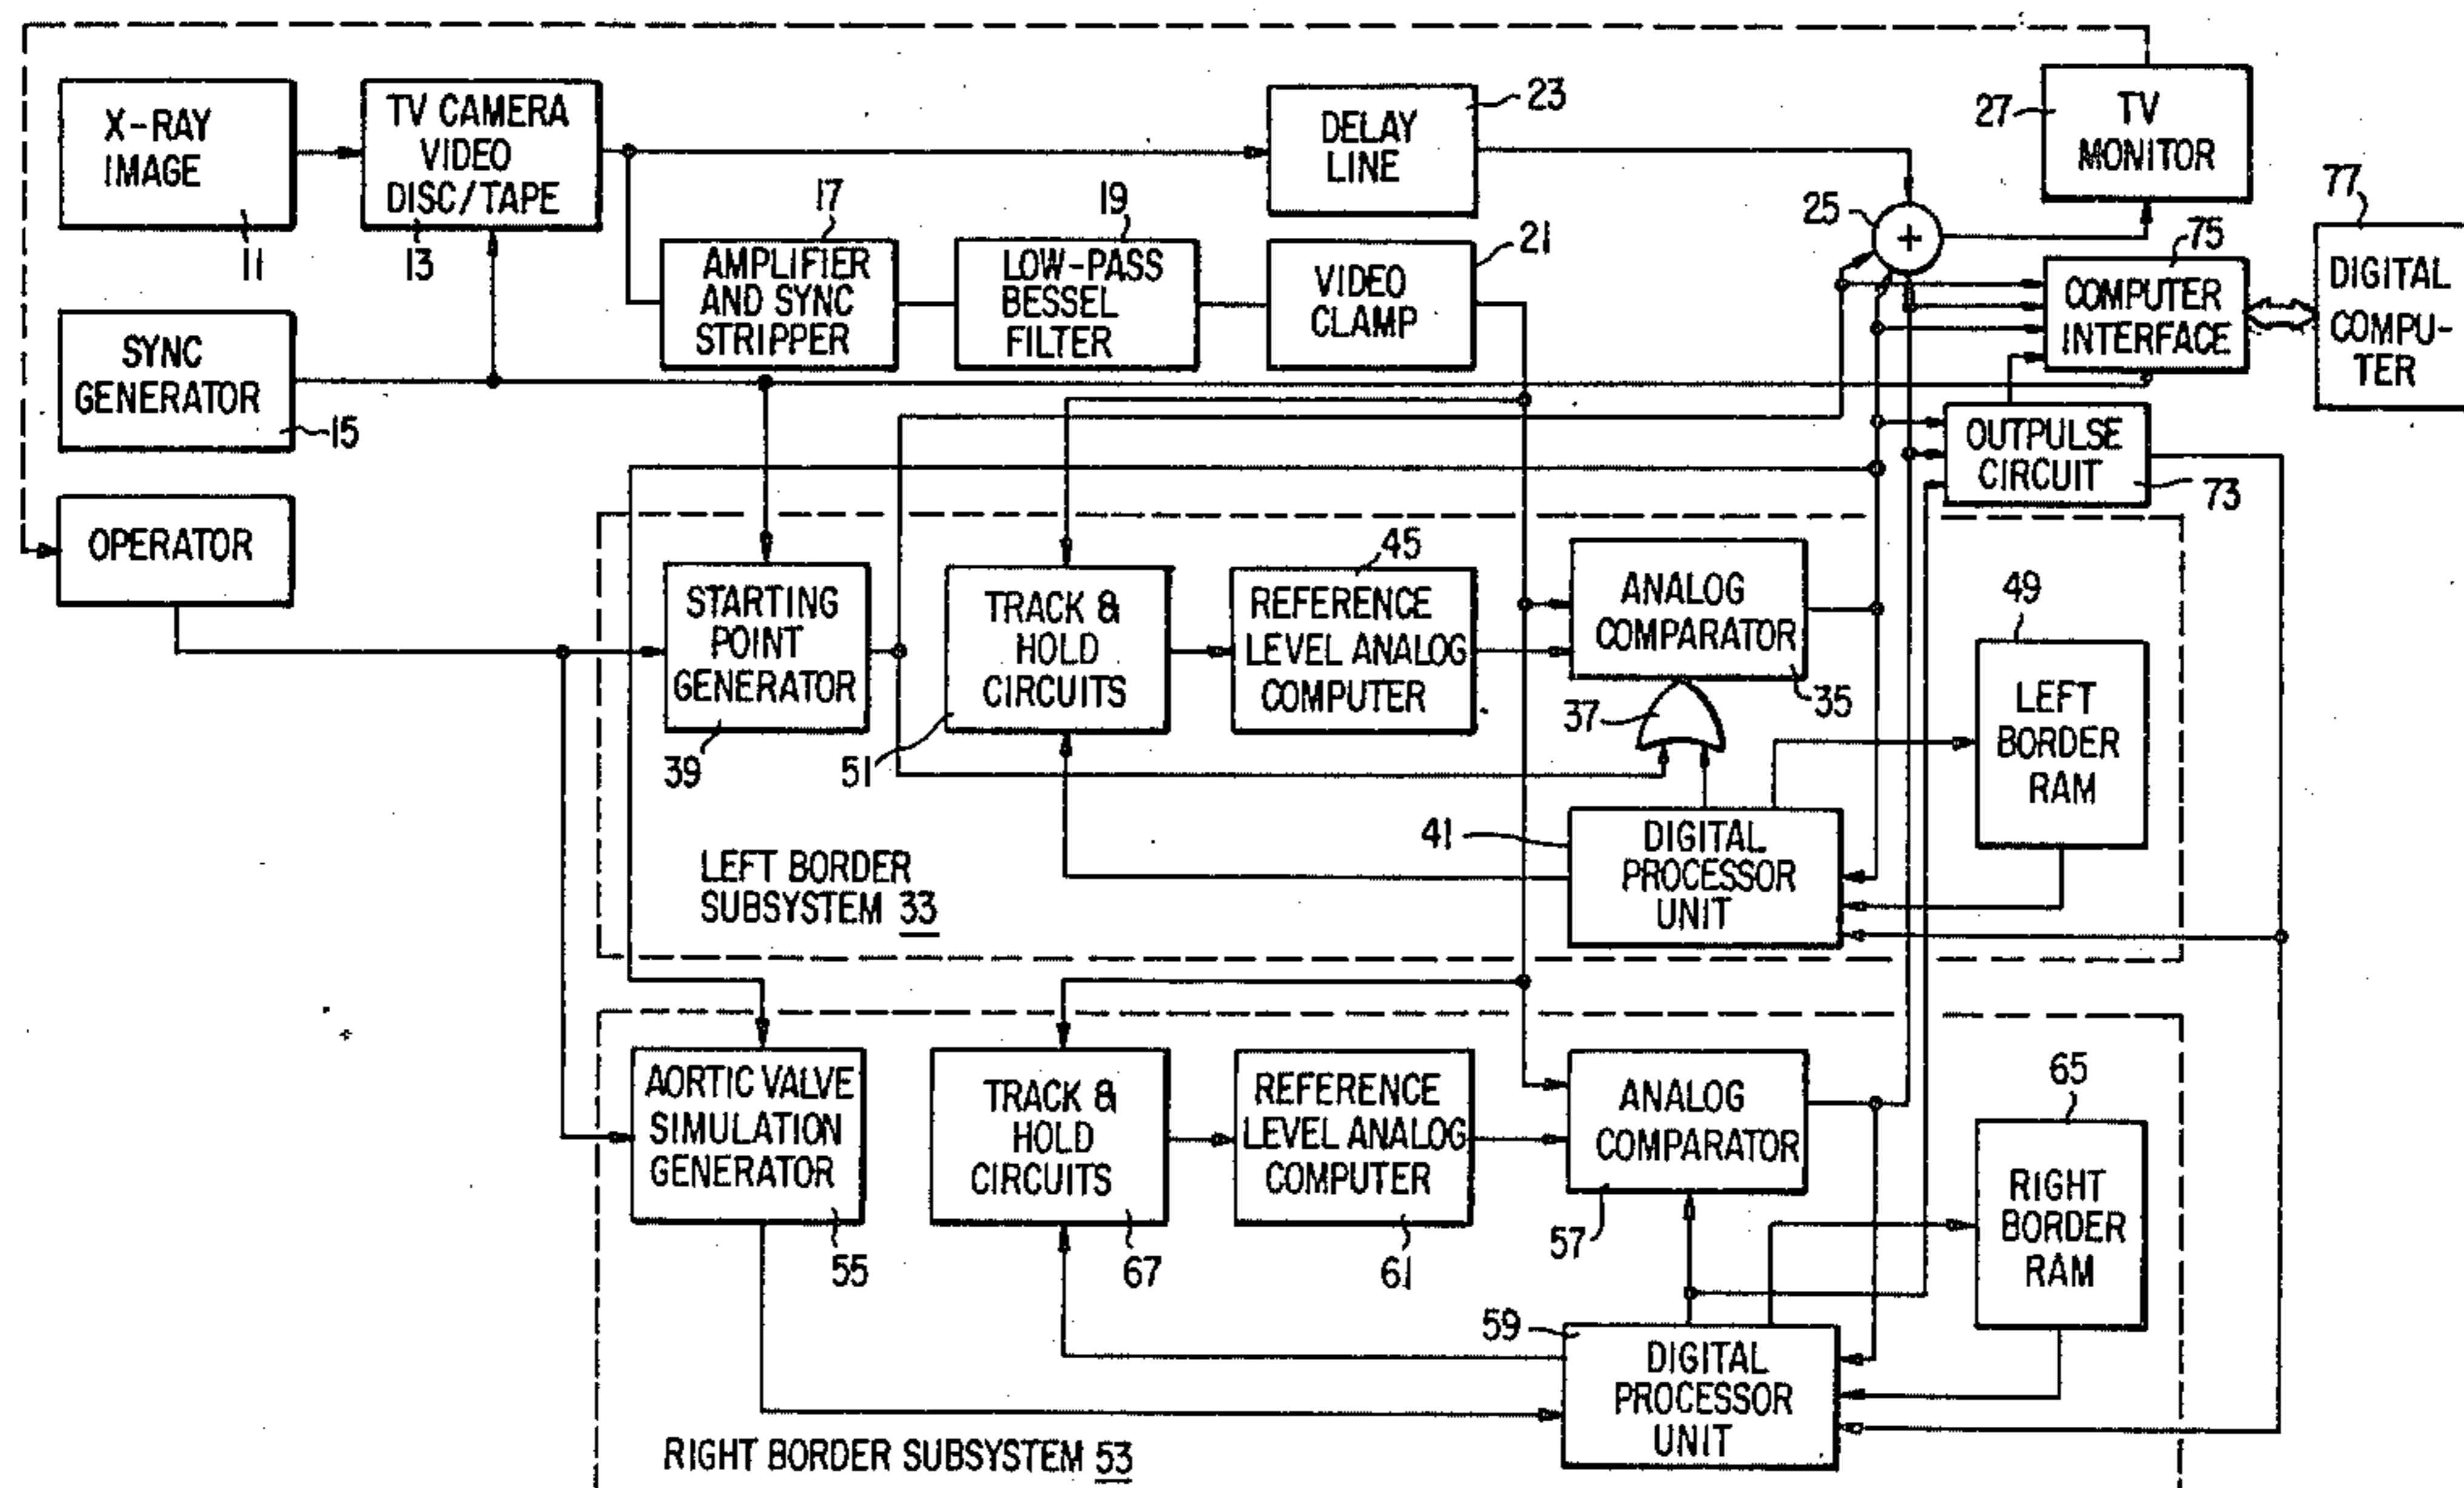 X-RAY
IMAGE
11
TV CAMERA
VIDEO
DISC/TAPE
13
SYNC
GENERATOR
15
OPERATOR
AMPLIFIER
AND SYNC
STRIPPER
17
LOW-PASS
BESSEL
FILTER
19
VIDEO
CLAMP
21
DELAY
LINE
23
25
+
TV
MONITOR
27
COMPUTER
INTERFACE
75
DIGITAL
COMPU-
TER
77
OUTPULSE
CIRCUIT
73
STARTING
POINT
GENERATOR
39
TRACK &
HOLD
CIRCUITS
51
REFERENCE
LEVEL ANALOG
COMPUTER
45
ANALOG
COMPARATOR
35
37
LEFT
BORDER
RAM
49
DIGITAL
PROCESSOR
UNIT
41
LEFT BORDER
SUBSYSTEM 33
AORTIC VALVE
SIMULATION
GENERATOR
55
TRACK &
HOLD
CIRCUITS
67
REFERENCE
LEVEL ANALOG
COMPUTER
61
ANALOG
COMPARATOR
57
RIGHT
BORDER
RAM
65
DIGITAL
PROCESSOR
UNIT
59
RIGHT BORDER SUBSYSTEM 53